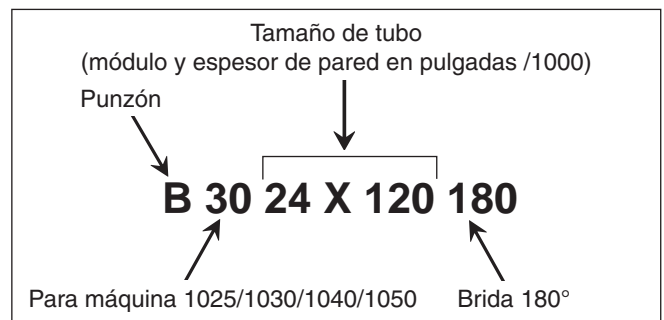 Tamaño de tubo
(módulo y espesor de pared en pulgadas /1000)
Punzón
B 30 24 X 120 180
Para máquina 1025/1030/1040/1050 Brida 180°